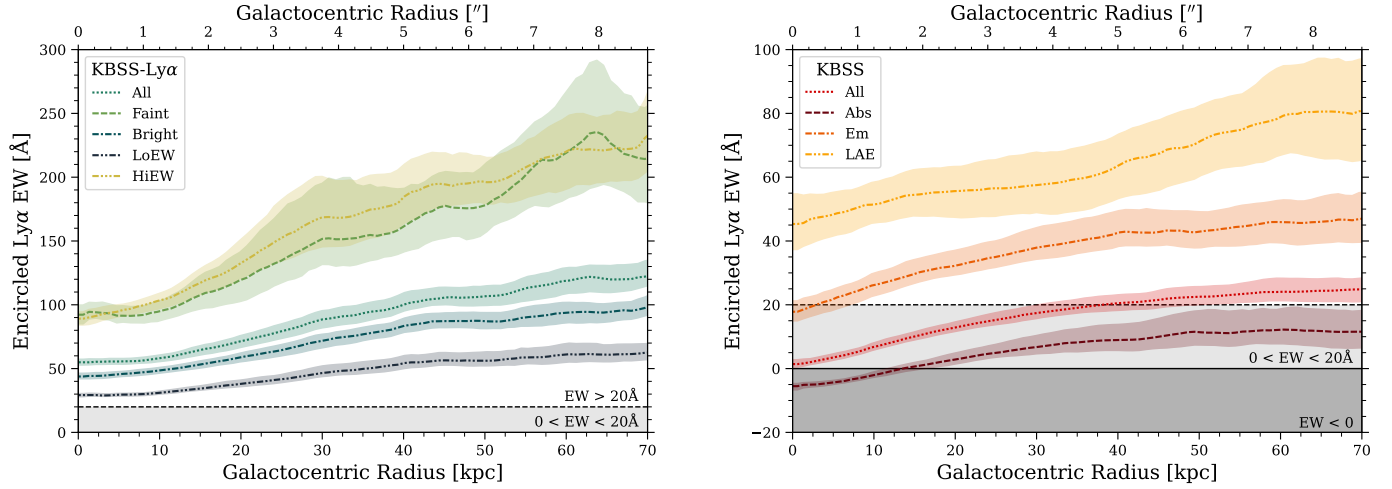 Galactocentric Radius [″]
0 1 2 3 4 5 6 7 8
300
250
200
150
100
50
0
Encircled Lyα EW [Å]
KBSS-Lyα
All
Faint
Bright
LoEW
HiEW
EW > 20Å
0 < EW < 20Å
0 10 20 30 40 50 60 70
Galactocentric Radius [kpc]
Galactocentric Radius [″]
0 1 2 3 4 5 6 7 8
100
80
60
40
20
0
−20
Encircled Lyα EW [Å]
KBSS
All
Abs
Em
LAE
0 < EW < 20Å
EW < 0
0 10 20 30 40 50 60 70
Galactocentric Radius [kpc]